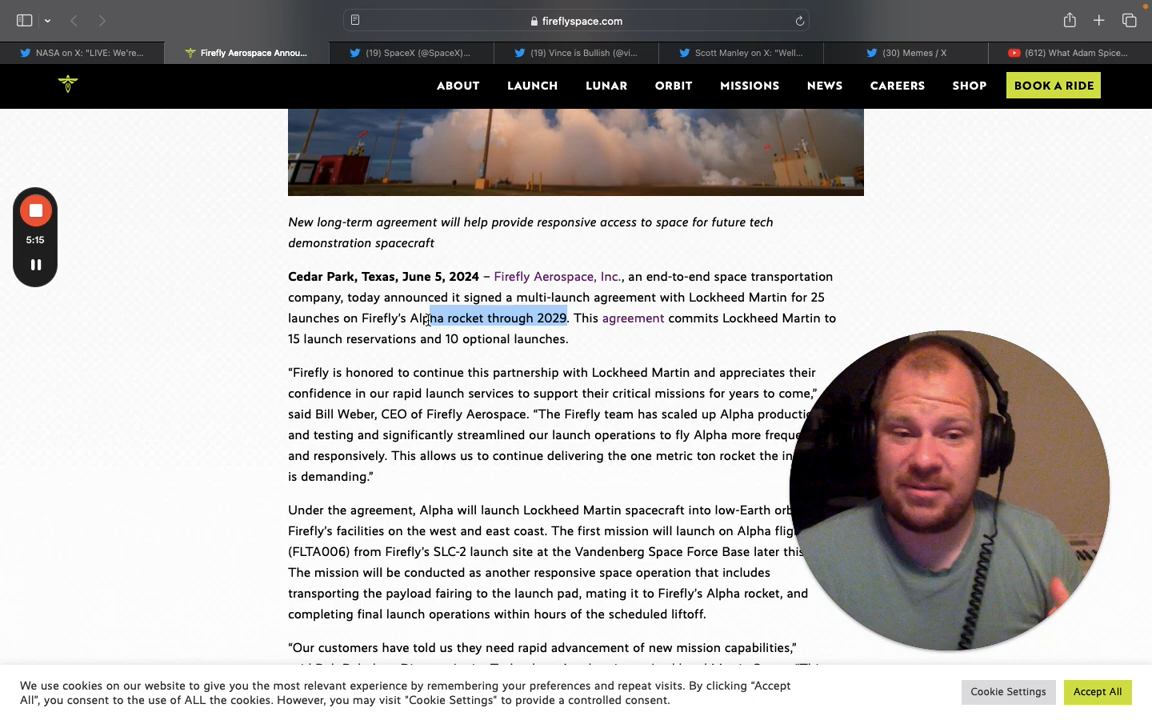 fireflyspace.com
NASA on X: "LIVE: We're...
Firefly Aerospace Annou...
(19) SpaceX (@SpaceX)...
(19) Vince is Bullish (@vi...
Scott Manley on X: "Well...
(30) Memes / X
(612) What Adam Spice...
ABOUT
LAUNCH
LUNAR
ORBIT
MISSIONS
NEWS
CAREERS
SHOP
BOOK A RIDE
5:15
New long-term agreement will help provide responsive access to space for future tech
demonstration spacecraft
Cedar Park, Texas, June 5, 2024 – Firefly Aerospace, Inc., an end-to-end space transportation
company, today announced it signed a multi-launch agreement with Lockheed Martin for 25
launches on Firefly's Alpha rocket through 2029. This agreement commits Lockheed Martin to
15 launch reservations and 10 optional launches.
“Firefly is honored to continue this partnership with Lockheed Martin and appreciates their
confidence in our rapid launch services to support their critical missions for years to come,”
said Bill Weber, CEO of Firefly Aerospace. “The Firefly team has scaled up Alpha
and testing and significantly streamlined our launch operations to fly Alpha more
and responsively. This allows us to continue delivering the one metric ton rocket the
is demanding.”
Under the agreement, Alpha will launch Lockheed Martin spacecraft into low-Earth
Firefly's facilities on the west and east coast. The first mission will launch on Alpha
(FLTA006) from Firefly's SLC-2 launch site at the Vandenberg Space Force Base later this
The mission will be conducted as another responsive space operation that includes
transporting the payload fairing to the launch pad, mating it to Firefly's Alpha rocket, and
completing final launch operations within hours of the scheduled liftoff.
“Our customers have told us they need rapid advancement of new mission capabilities,”
We use cookies on our website to give you the most relevant experience by remembering your preferences and repeat visits. By clicking “Accept
All”, you consent to the use of ALL the cookies. However, you may visit "Cookie Settings" to provide a controlled consent.
Cookie Settings
Accept All